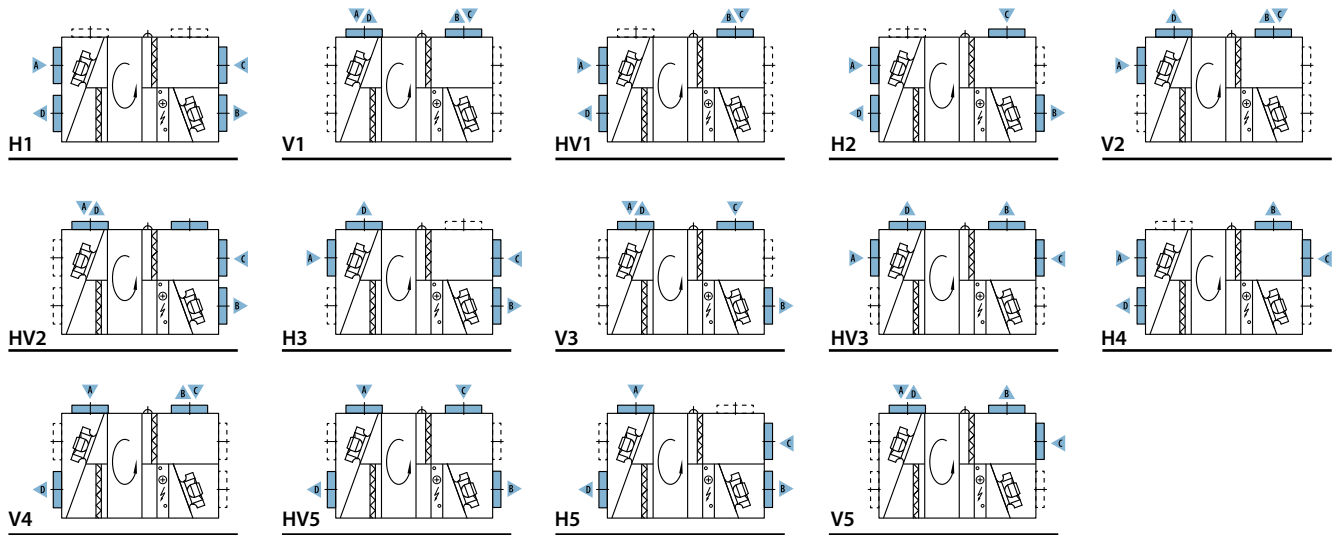 A D B C B C C D B C
A C A A A
D B D D B
H1 V1 HV1 H2 V2
A D D A D C D B B
C A C B A C A C
B B B D
HV2 H3 V3 HV3 H4
A B C A C A A D B
C C
D D B D B
V4 HV5 H5 V5